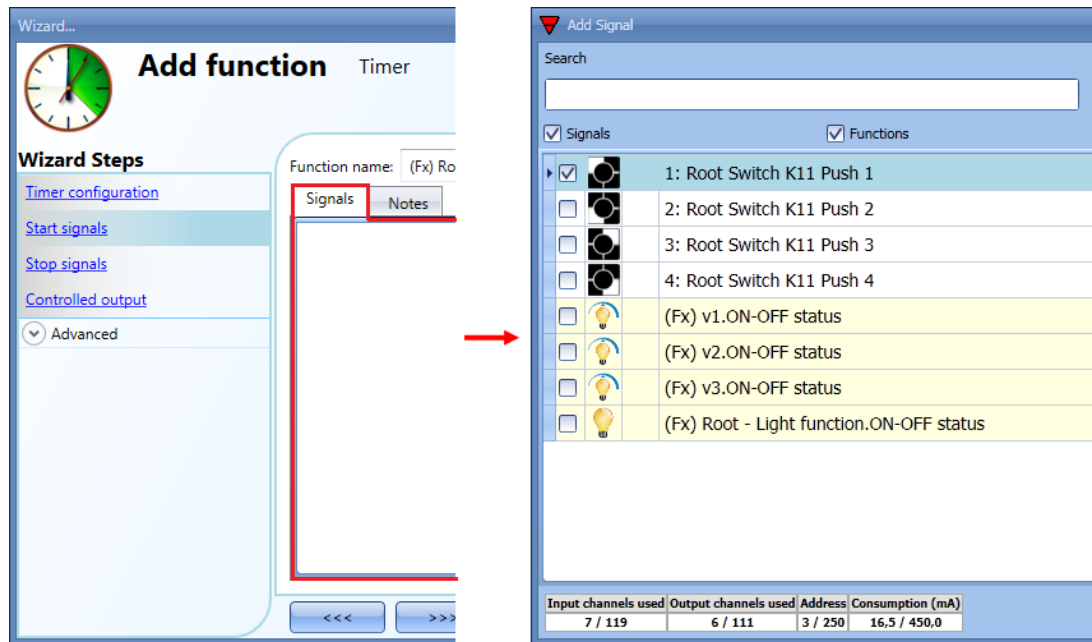 Wizard...
Add function Timer
Wizard Steps
Timer configuration
Start signals
Stop signals
Controlled output
Advanced
Function name: (Fx) Ro
Signals Notes
<<< >>>
Add Signal
Search
Signals Functions
1: Root Switch K11 Push 1
2: Root Switch K11 Push 2
3: Root Switch K11 Push 3
4: Root Switch K11 Push 4
(Fx) v1.ON-OFF status
(Fx) v2.ON-OFF status
(Fx) v3.ON-OFF status
(Fx) Root - Light function.ON-OFF status
Input channels used Output channels used Address Consumption (mA)
7 / 119 6 / 111 3 / 250 16,5 / 450,0